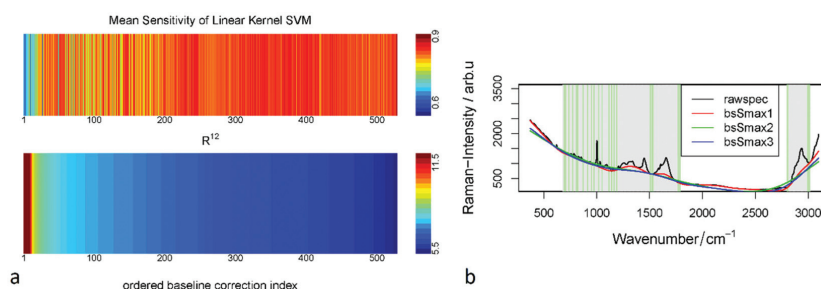 Mean Sensitivity of Linear Kernel SVM
0.9
0.6
0 100 200 300 400 500
R12
11.5
5.5
0 100 200 300 400 500
a
ordered baseline correction index
Raman-Intensity / arb.u
3500
2000
500
rawspec
bsSmax1
bsSmax2
bsSmax3
500 1000 1500 2000 2500 3000
Wavenumber/cm−1
b